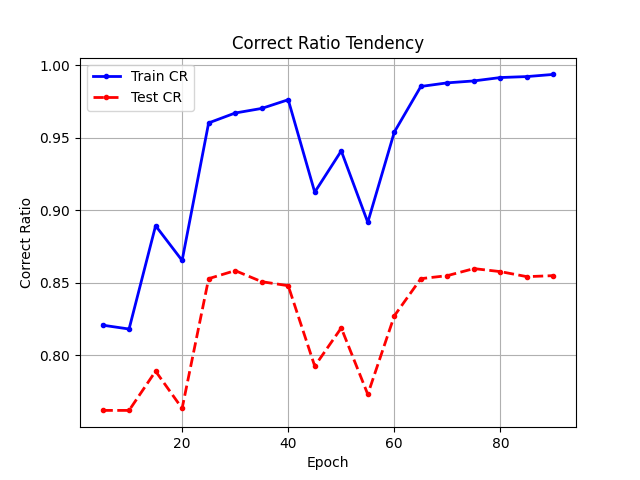 Correct Ratio Tendency
Train CR
Test CR
1.00
0.95
0.90
0.85
0.80
Correct Ratio
20 40 60 80
Epoch